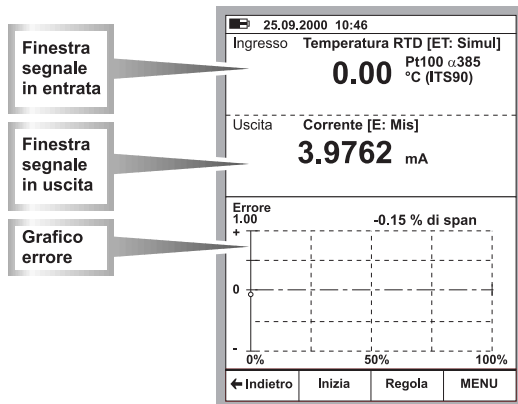 Finestra
segnale
in entrata
Finestra
segnale
in uscita
Grafico
errore
25.09.2000 10:46
Ingresso Temperatura RTD [ET: Simul]
0.00 Pt100 α385
°C (ITS90)
Uscita Corrente [E: Mis]
3.9762 mA
Errore
1.00 -0.15 % di span
+
0
-
0% 50% 100%
←Indietro Inizia Regola MENU